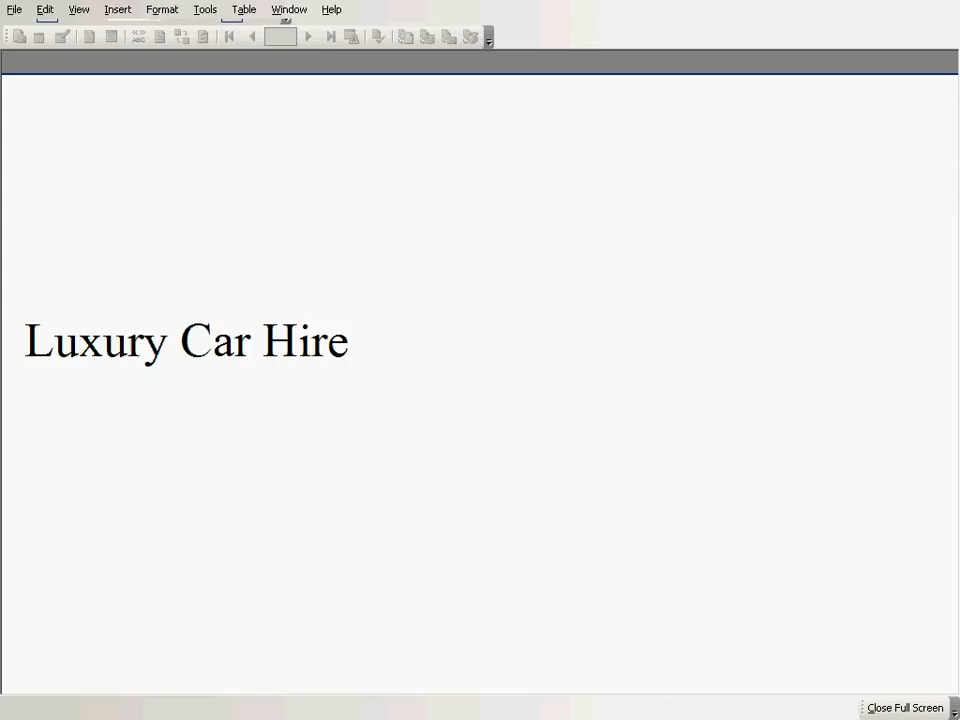 File Edit View Insert Format Tools Table Window Help
Luxury Car Hire
Close Full Screen